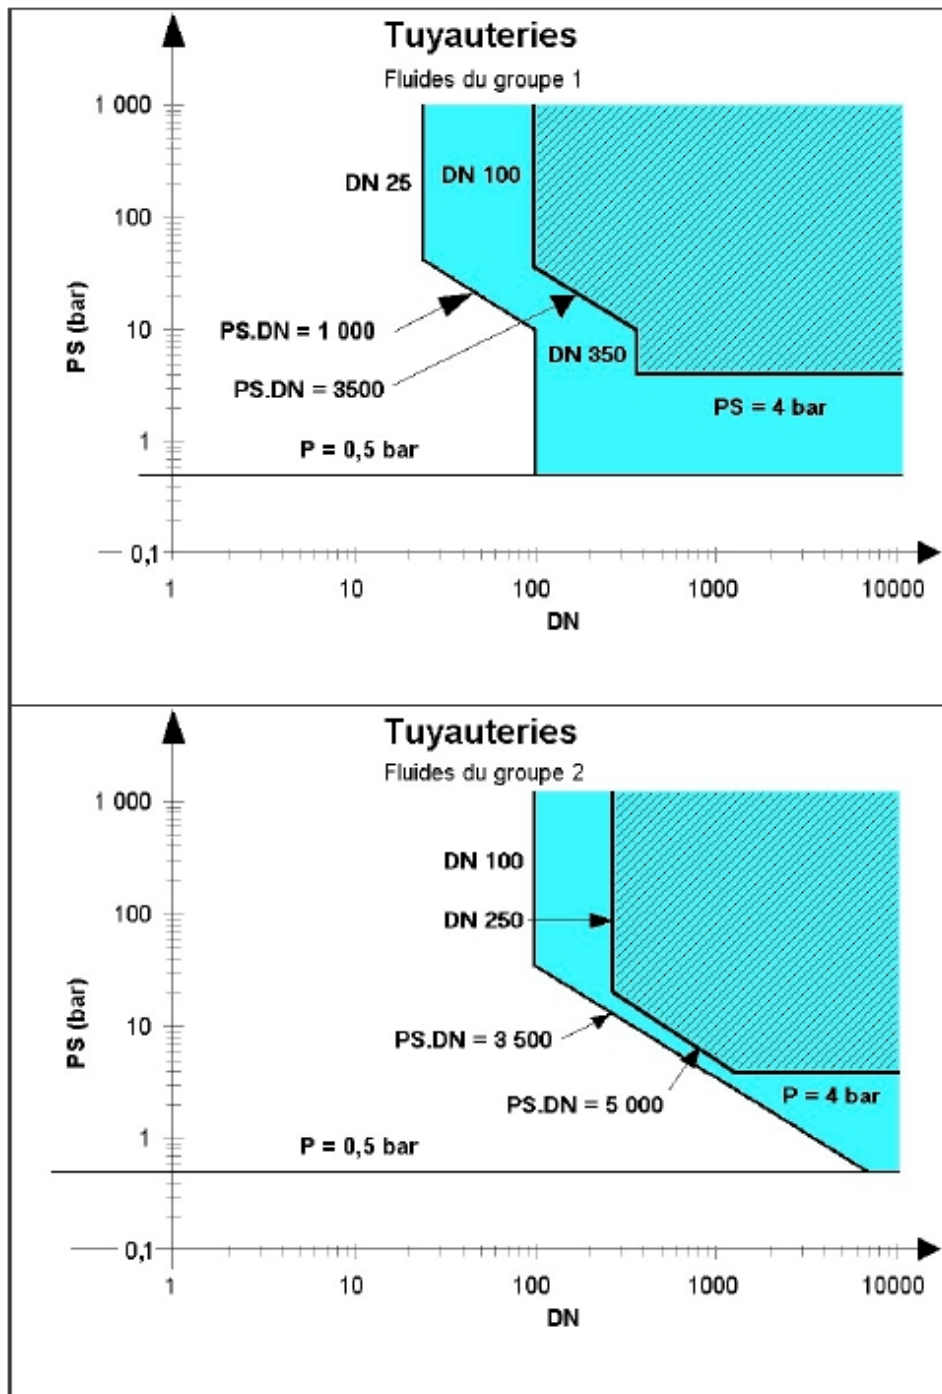 Tuyauteries
Fluides du groupe 1
1 000
DN 25
DN 100
100
PS (bar)
PS.DN = 1 000
10
DN 350
PS.DN = 3500
PS = 4 bar
1
P = 0,5 bar
0,1
1
10
100
1000
10000
DN
Tuyauteries
Fluides du groupe 2
1 000
DN 100
100
DN 250
PS (bar)
10
PS.DN = 3 500
PS.DN = 5 000
P = 4 bar
1
P = 0,5 bar
0,1
1
10
100
1000
10000
DN